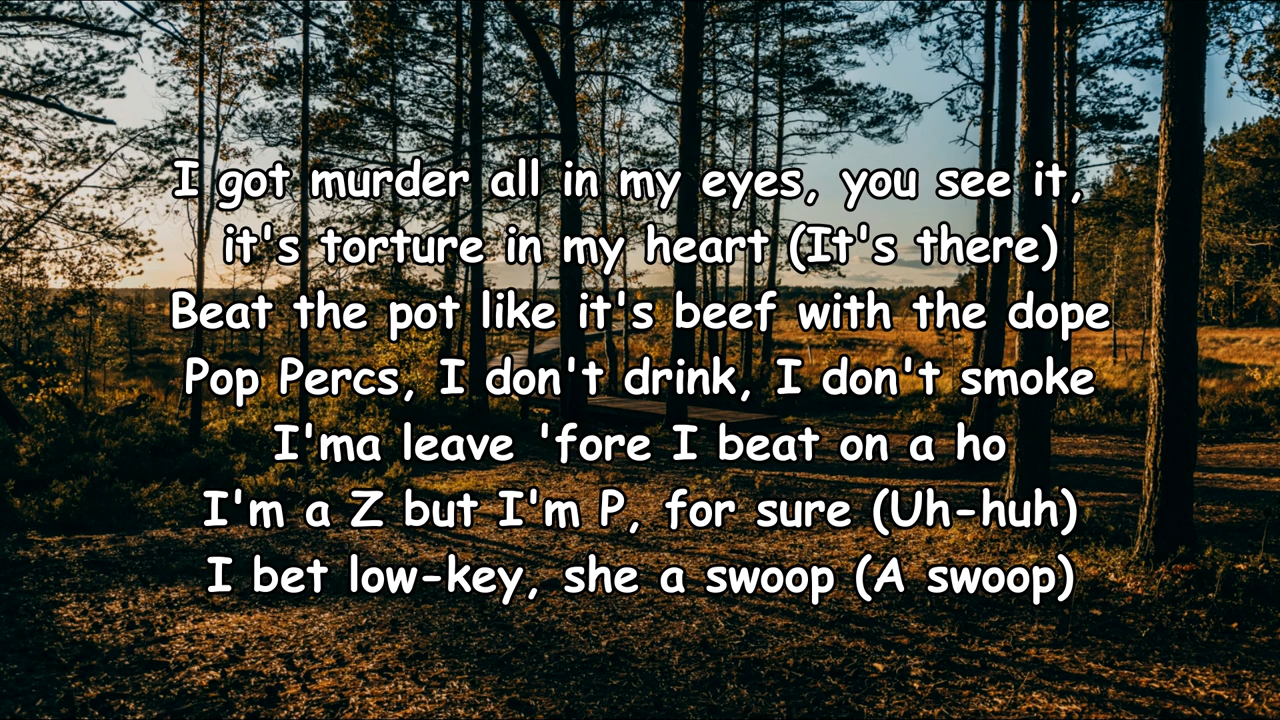 I got murder all in my eyes, you see it,
it's torture in my heart (It's there)
Beat the pot like it's beef with the dope
Pop Percs, I don't drink, I don't smoke
I'ma leave 'fore I beat on a ho
I'm a Z but I'm P, for sure (Uh-huh)
I bet low-key, she a swoop (A swoop)